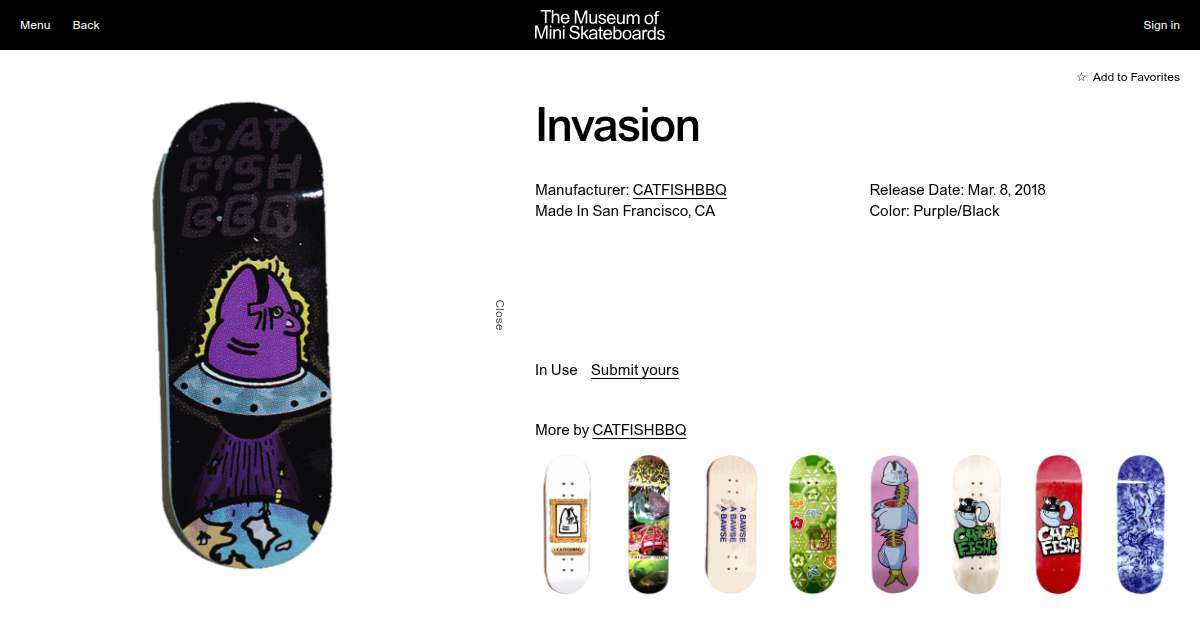 Menu
Back
The Museum of
Mini Skateboards
Sign in
☆ Add to Favorites
CAT
FISH
BBQ
Invasion
Manufacturer: CATFISHBBQ
Made In San Francisco, CA
Release Date: Mar. 8, 2018
Color: Purple/Black
Close
In Use Submit yours
More by CATFISHBBQ
CATFISHBBQ
A BAWSE
A BAWSE
A BAWSE
CAT
FISH!
CAT
FISH!